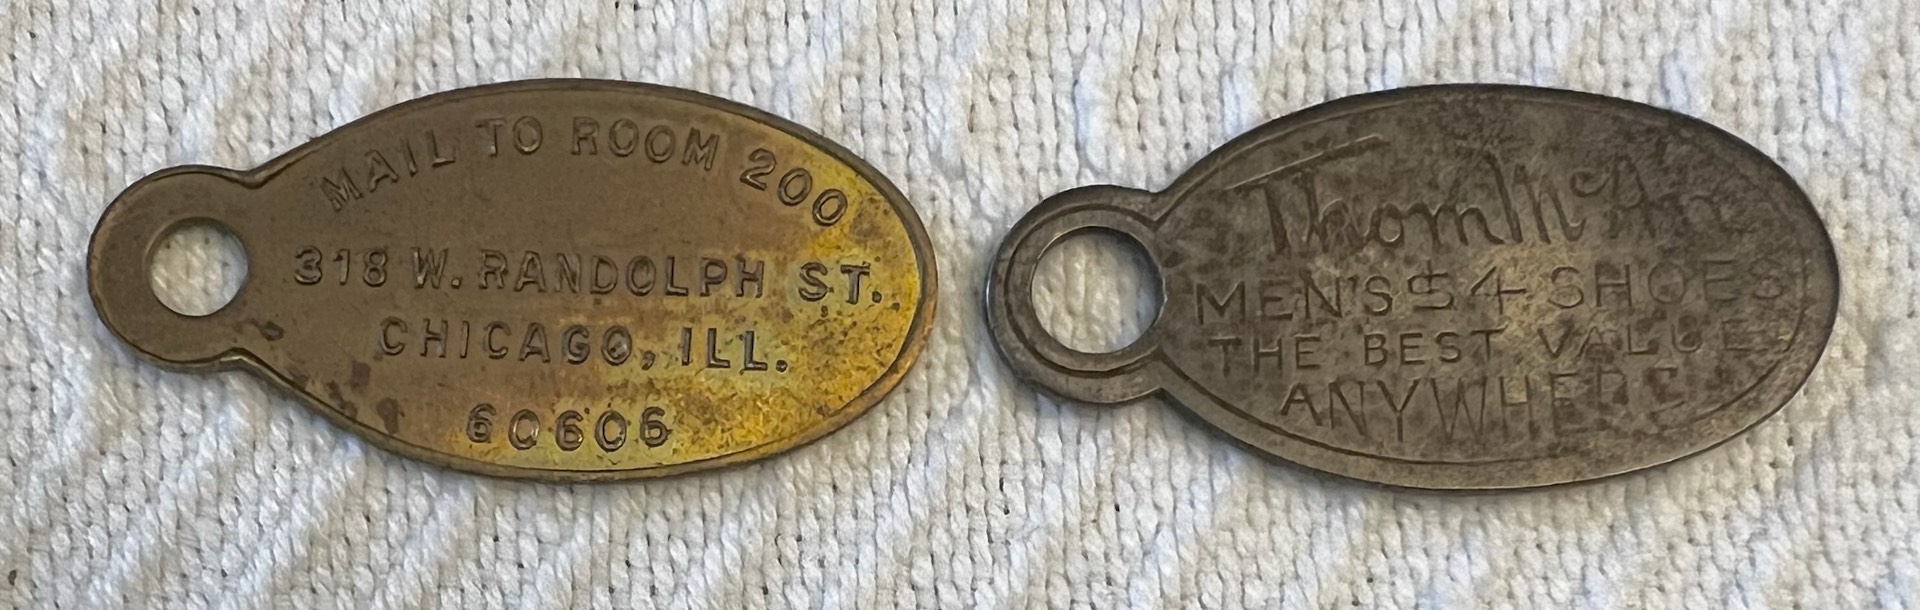 MAIL TO ROOM 200
318 W. RANDOLPH ST.
CHICAGO, ILL.
60606
Thom McAn
MEN'S $4 SHOES
THE BEST VALUE
ANYWHERE